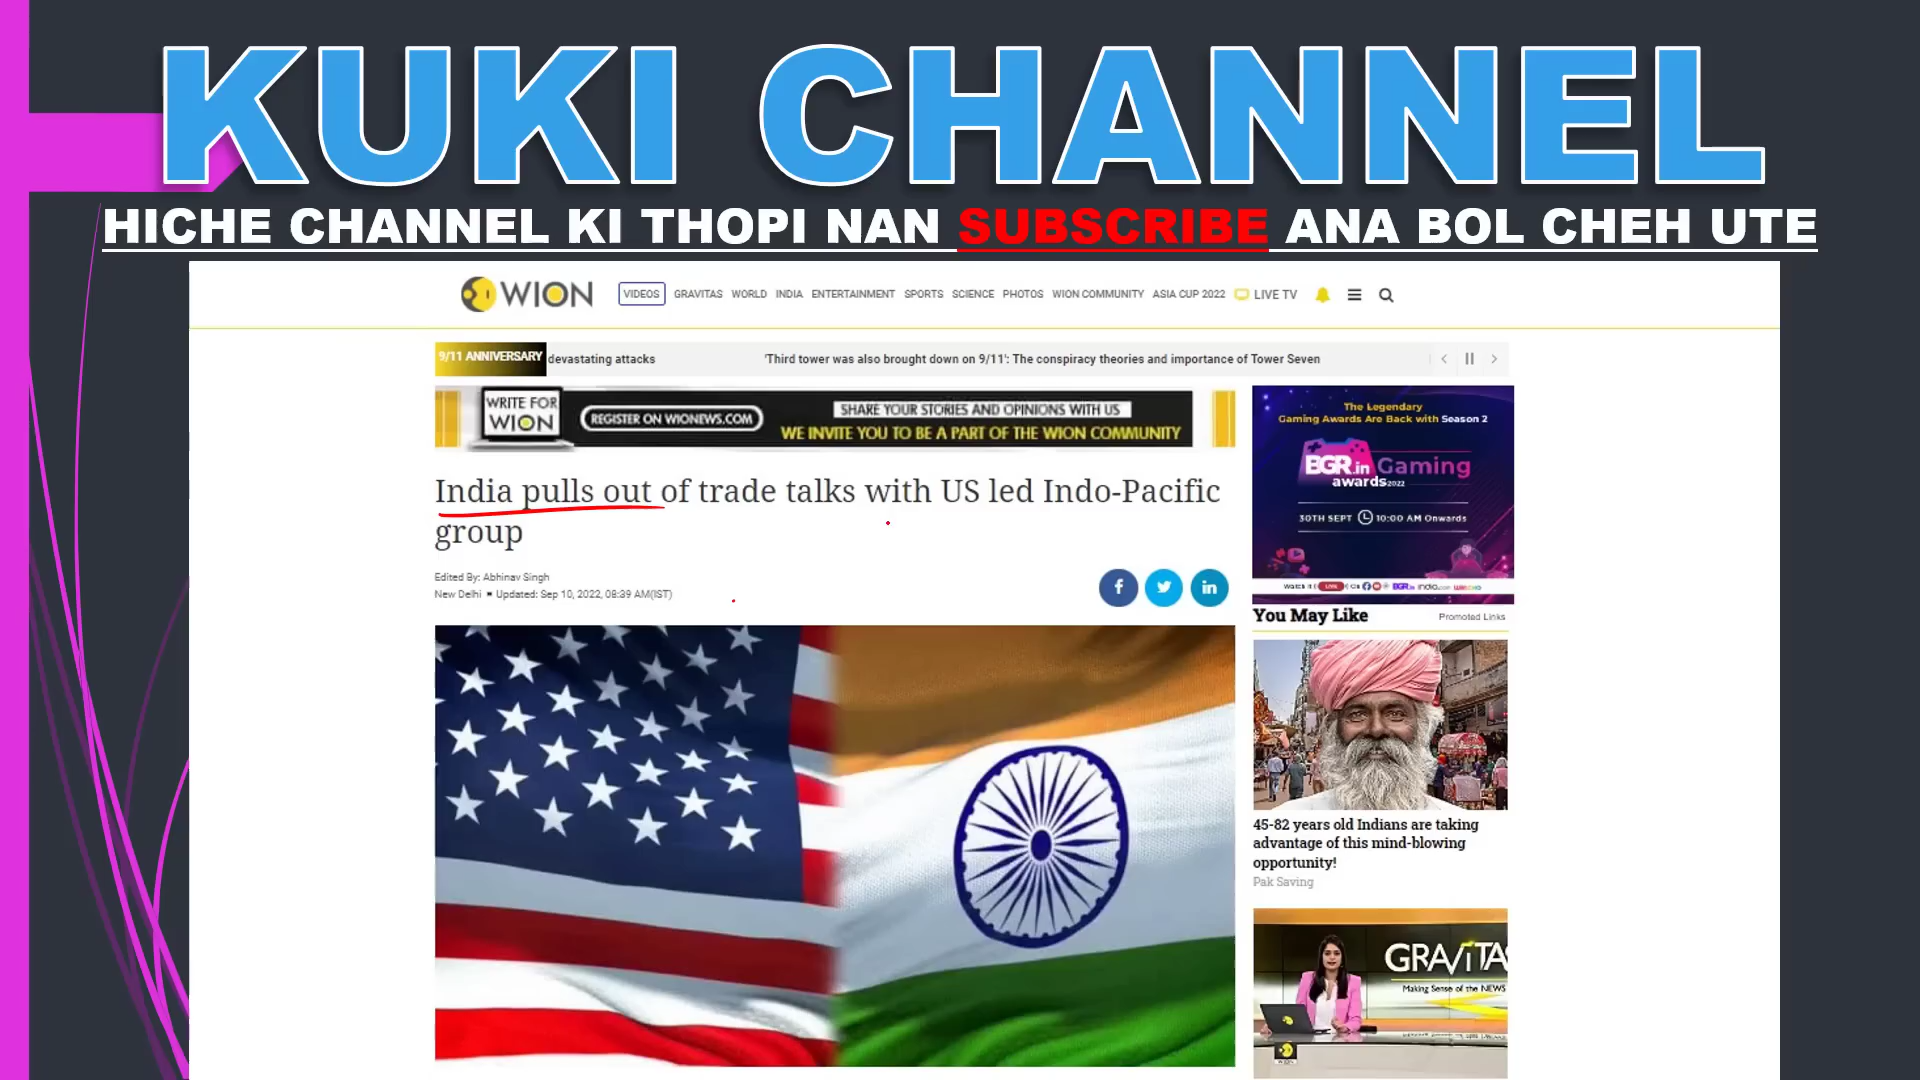 KUKI CHANNEL
HICHE CHANNEL KI THOPI NAN SUBSCRIBE ANA BOL CHEH UTE
WION
VIDEOS GRAVITAS WORLD INDIA ENTERTAINMENT SPORTS SCIENCE PHOTOS WION COMMUNITY ASIA CUP 2022 LIVE TV
9/11 ANNIVERSARY devastating attacks 'Third tower was also brought down on 9/11': The conspiracy theories and importance of Tower Seven
WRITE FOR
WION
REGISTER ON WIONEWS.COM
SHARE YOUR STORIES AND OPINIONS WITH US
WE INVITE YOU TO BE A PART OF THE WION COMMUNITY
India pulls out of trade talks with US led Indo-Pacific
group
Edited By: Abhinav Singh
New Delhi ▪ Updated: Sep 10, 2022, 08:39 AM(IST)
The Legendary
Gaming Awards Are Back with Season 2
BGR.in Gaming
awards2022
30TH SEPT 10:00 AM Onwards
LIVE
BGR.in india.com
You May Like
Promoted Links
45-82 years old Indians are taking
advantage of this mind-blowing
opportunity!
Pak Saving
GRAVITAS
Making Sense of the NEWS
WION